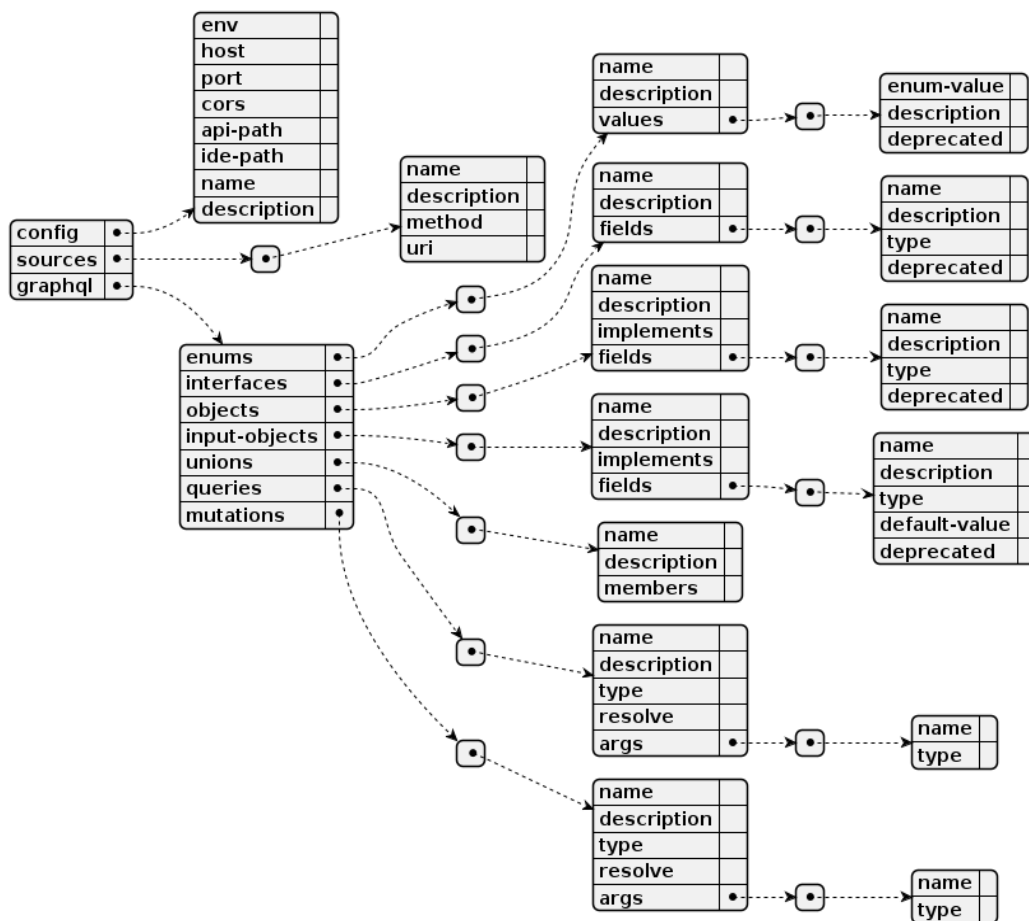 env
host
port
cors
api-path
ide-path
name
description
config
sources
graphql
name
description
method
uri
enums
interfaces
objects
input-objects
unions
queries
mutations
name
description
values
enum-value
description
deprecated
name
description
fields
name
description
type
deprecated
name
description
implements
fields
name
description
type
deprecated
name
description
implements
fields
name
description
type
default-value
deprecated
name
description
members
name
description
type
resolve
args
name
type
name
description
type
resolve
args
name
type